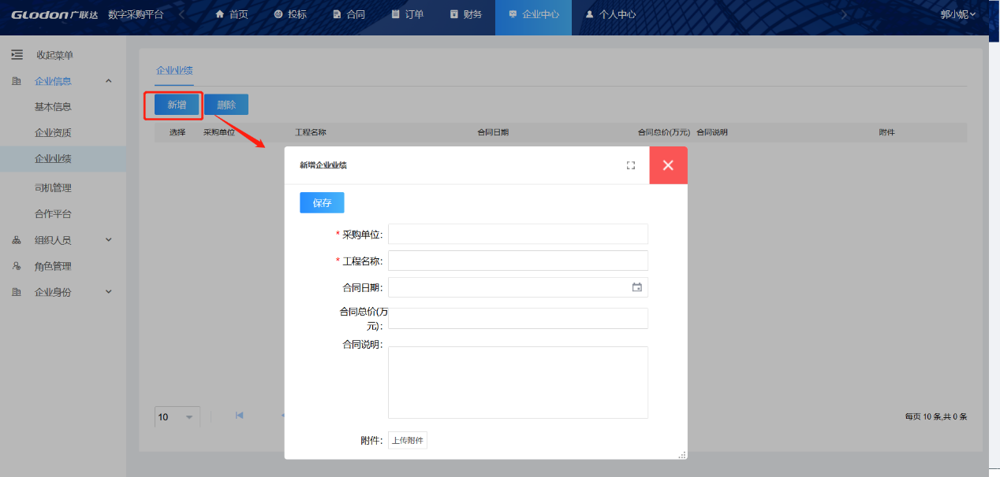 GLodon广联达 数字采购平台 首页 投标 合同 订单 财务 企业中心 个人中心 郭小妮
收起菜单
企业信息
基本信息
企业资质
企业业绩
司机管理
合作平台
组织人员
角色管理
企业身份
企业业绩
新增 删除
选择 采购单位 工程名称 合同日期 合同总价(万元) 合同说明 附件
新增企业业绩
保存
* 采购单位:
* 工程名称:
合同日期:
合同总价(万
元):
合同说明:
附件: 上传附件
10
每页 10 条,共 0 条